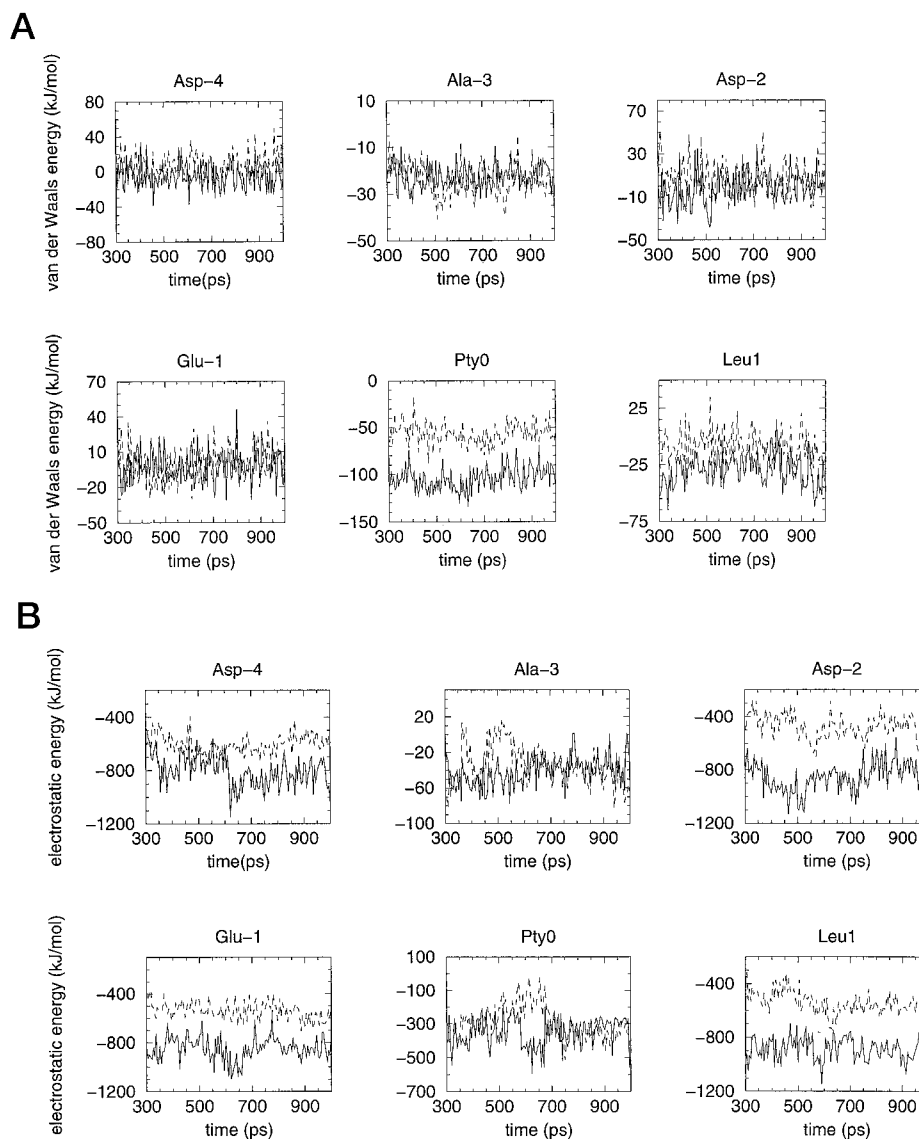 A
Asp-4 Ala-3 Asp-2
van der Waals energy (kJ/mol)
80 40 0 -40 -80
300 500 700 900
time(ps)
10 -10 -30 -50
300 500 700 900
time (ps)
70 30 -10 -50
300 500 700 900
time (ps)
Glu-1 Pty0 Leu1
van der Waals energy (kJ/mol)
70 40 10 -20 -50
300 500 700 900
time (ps)
0 -50 -100 -150
300 500 700 900
time (ps)
25 -25 -75
300 500 700 900
time (ps)
B
Asp-4 Ala-3 Asp-2
electrostatic energy (kJ/mol)
-400 -800 -1200
300 500 700 900
time(ps)
20 -20 -60 -100
300 500 700 900
time (ps)
-400 -800 -1200
300 500 700 900
time (ps)
Glu-1 Pty0 Leu1
electrostatic energy (kJ/mol)
-400 -800 -1200
300 500 700 900
time (ps)
100 -100 -300 -500 -700
300 500 700 900
time (ps)
-400 -800 -1200
300 500 700 900
time (ps)